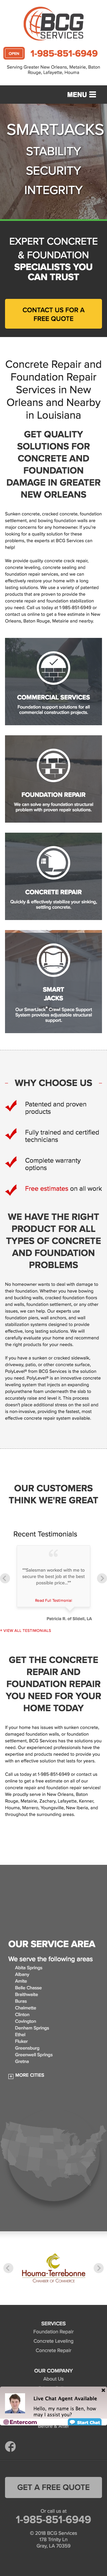 BCG
SERVICES
OPEN
1-985-851-6949
Serving Greater New Orleans, Metairie, Baton
Rouge, Lafayette, Houma
MENU
SMARTJACKS
STABILITY
SECURITY
INTEGRITY
EXPERT CONCRETE
& FOUNDATION
SPECIALISTS YOU
CAN TRUST
CONTACT US FOR A
FREE QUOTE
Concrete Repair and
Foundation Repair
Services in New
Orleans and Nearby
in Louisiana
GET QUALITY
SOLUTIONS FOR
CONCRETE AND
FOUNDATION
DAMAGE IN GREATER
NEW ORLEANS
Sunken concrete, cracked concrete, foundation
settlement, and bowing foundation walls are
major concerns for any homeowner. If you're
looking for a way to fix any of these solution
issues, the experts at BCG Services can
help!
We provide quality concrete crack repair,
concrete leveling, concrete sealing and
foundation repair services, and we can
effectively restore your home with a long
lasting solution. We use warranted patented
products that are proven to provide the
concrete repair and foundation stabilization
you need. Call us today at 1-985-851-6949 or
contact us online to get a free quote in New
Orleans, Baton Rouge, Metairie and nearby.
COMMERCIAL SERVICES
Foundation support solutions for all
commercial construction projects.
FOUNDATION REPAIR
We can solve any foundation structural
problem with proven repair solutions.
CONCRETE REPAIR
Quickly & effectively stabilize your sinking,
settling concrete.
SMART
JACKS
Our SmartJack® Crawl Space Support
System provides adjustable structural
support.
WHY CHOOSE US
Patented and proven
products
Fully trained and certified
technicians
Complete warranty
options
Free estimates on all work
WE HAVE THE RIGHT
PRODUCT FOR ALL
TYPES OF CONCRETE
AND FOUNDATION
PROBLEMS
No homeowner wants to deal with damage to
their foundation. Whether you have bowing
or buckling walls, cracked concrete foundation
floors and walls, foundation settlement, or any other
issues, we can help. Our experts use
foundation piers, wall anchors, and wall
stabilization systems designed to provide
effective, long lasting solutions. We will
carefully inspect your home and recommend
the right products for your needs.
If you have a sunken or cracked sidewalk,
driveway, patio, or other concrete surface,
PolyLevel® from BCG Services is the solution
you need. PolyLevel® is an innovative concrete
leveling product that works by expanding
polyurethane foam underneath the slab to
accurately raise and level it. This process
doesn't place additional stress on the soil and
is non-invasive, providing the fastest, most
effective concrete repair system available.
OUR CUSTOMERS
THINK WE'RE GREAT
Recent Testimonials
""Salesman worked with me to
secure the best job at the best
possible price..""
Read Full Testimonial
Patricia R. of Slidell, LA
+ VIEW ALL TESTIMONIALS
GET THE CONCRETE
REPAIR AND
FOUNDATION REPAIR
YOU NEED FOR YOUR
HOME TODAY
If your home has issues with sunken concrete,
damaged foundation walls, or foundation
settlement, BCG Services has the solutions you
need. Our experienced professionals will work
to find the best products and solutions to
effectively repair your home.
Call us today at 1-985-851-6949 or contact us
online to get a free estimate on all of our
concrete repair and foundation repair services!
We proudly serve in New Orleans, Baton
Rouge, Metairie, Zachary, Lafayette, Kenner,
Houma, Marrero, Youngsville, New Iberia, and
throughout the surrounding areas.
OUR SERVICE AREA
We serve the following areas
Abita Springs
Albany
Amite
Belle Chasse
Braithwaite
Buras
Chalmette
Clinton
Covington
Denham Springs
Ethel
Fluker
Greensburg
Greenwell Springs
Gretna
MORE CITIES
Houma-Terrebonne
CHAMBER OF COMMERCE
SERVICES
Foundation Repair
Concrete Leveling
Concrete Repair
OUR COMPANY
About Us
Live Chat Agent Available
Hello, my name is Ben, how
may I assist you?
Entercom
Start Chat
GET A FREE QUOTE
Or call us at
1-985-851-6949
© 2018 BCG Services
178 Trinity Ln
Gray, LA 70359